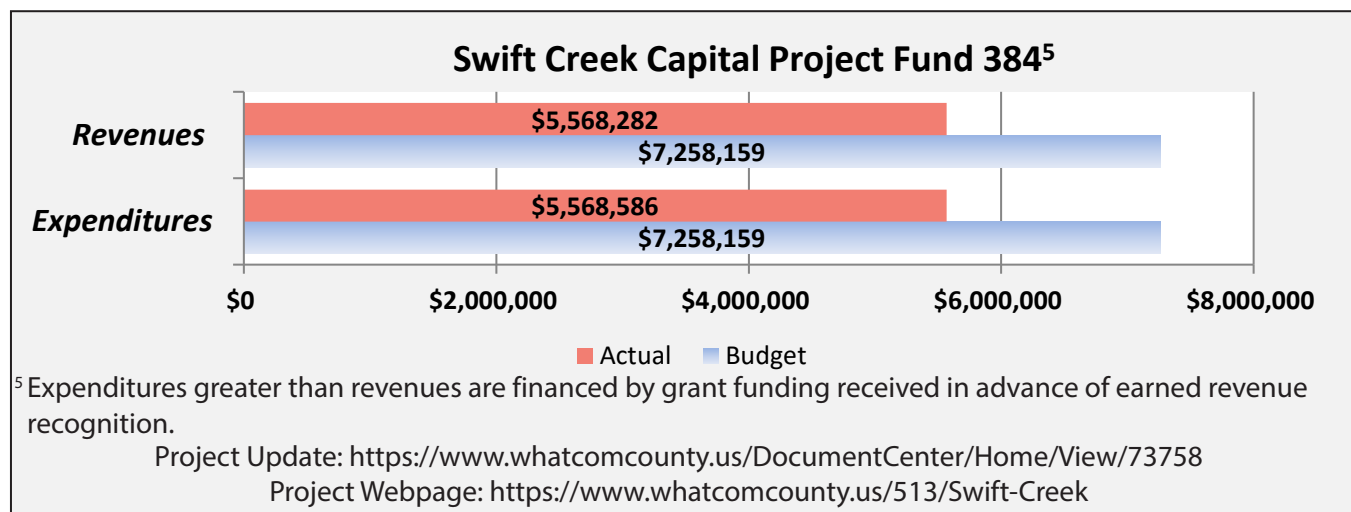 Swift Creek Capital Project Fund 384⁵
Revenues
$5,568,282
$7,258,159
Expenditures
$5,568,586
$7,258,159
$0 $2,000,000 $4,000,000 $6,000,000 $8,000,000
Actual Budget
⁵ Expenditures greater than revenues are financed by grant funding received in advance of earned revenue
recognition.
Project Update: https://www.whatcomcounty.us/DocumentCenter/Home/View/73758
Project Webpage: https://www.whatcomcounty.us/513/Swift-Creek